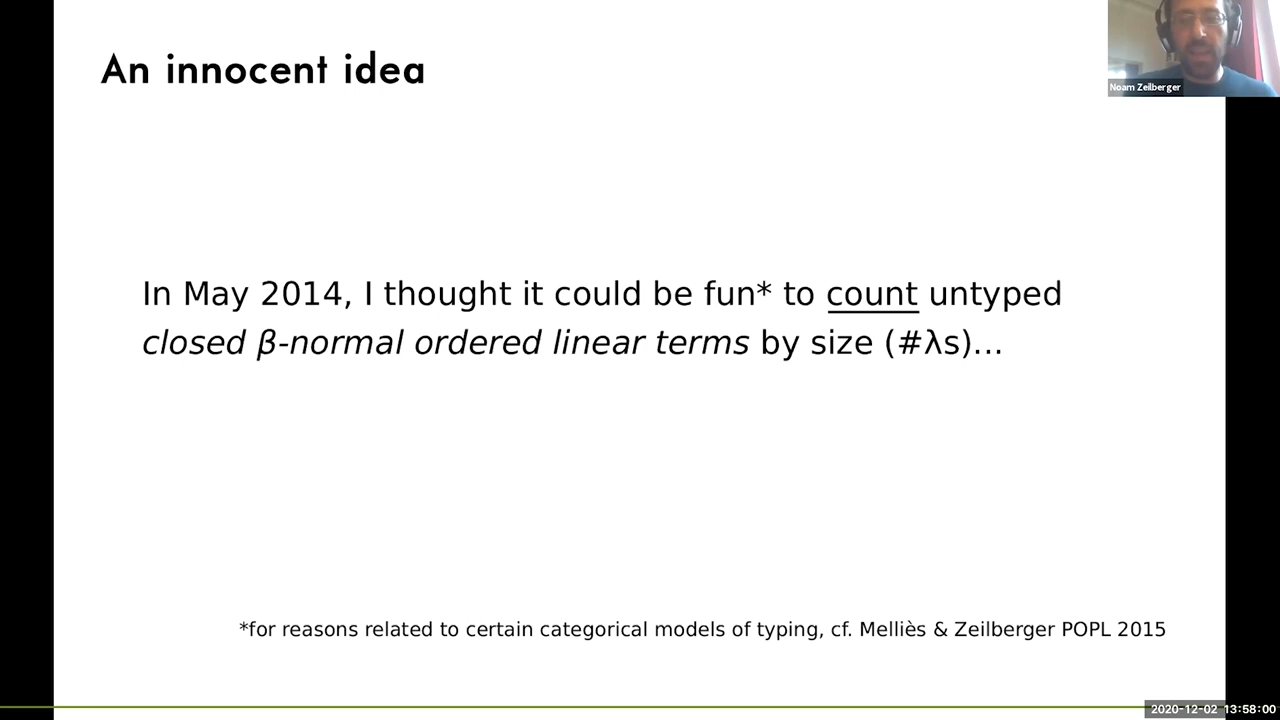 An innocent idea
Noam Zeilberger
In May 2014, I thought it could be fun* to count untyped
closed β-normal ordered linear terms by size (#λs)...
*for reasons related to certain categorical models of typing, cf. Melliès & Zeilberger POPL 2015
2020-12-02 13:58:00